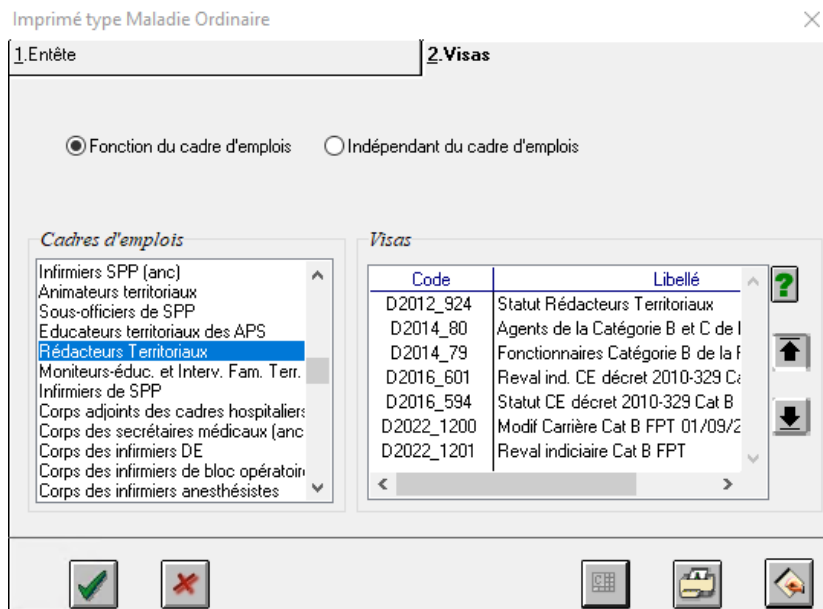 Imprimé type Maladie Ordinaire
1.Entête
2.Visas
Fonction du cadre d'emplois
Indépendant du cadre d'emplois
Cadres d'emplois
Infirmiers SPP (anc)
Animateurs territoriaux
Sous-officiers de SPP
Educateurs territoriaux des APS
Rédacteurs Territoriaux
Moniteurs-éduc. et Interv. Fam. Terr.
Infirmiers de SPP
Corps adjoints des cadres hospitaliers
Corps des secrétaires médicaux (anc
Corps des infirmiers DE
Corps des infirmiers de bloc opératoire
Corps des infirmiers anesthésistes
Visas
Code Libellé
D2012_924 Statut Rédacteurs Territoriaux
D2014_80 Agents de la Catégorie B et C de l
D2014_79 Fonctionnaires Catégorie B de la F
D2016_601 Reval ind. CE décret 2010-329 Ca
D2016_594 Statut CE décret 2010-329 Cat B
D2022_1200 Modif Carrière Cat B FPT 01/09/2
D2022_1201 Reval indiciaire Cat B FPT
?